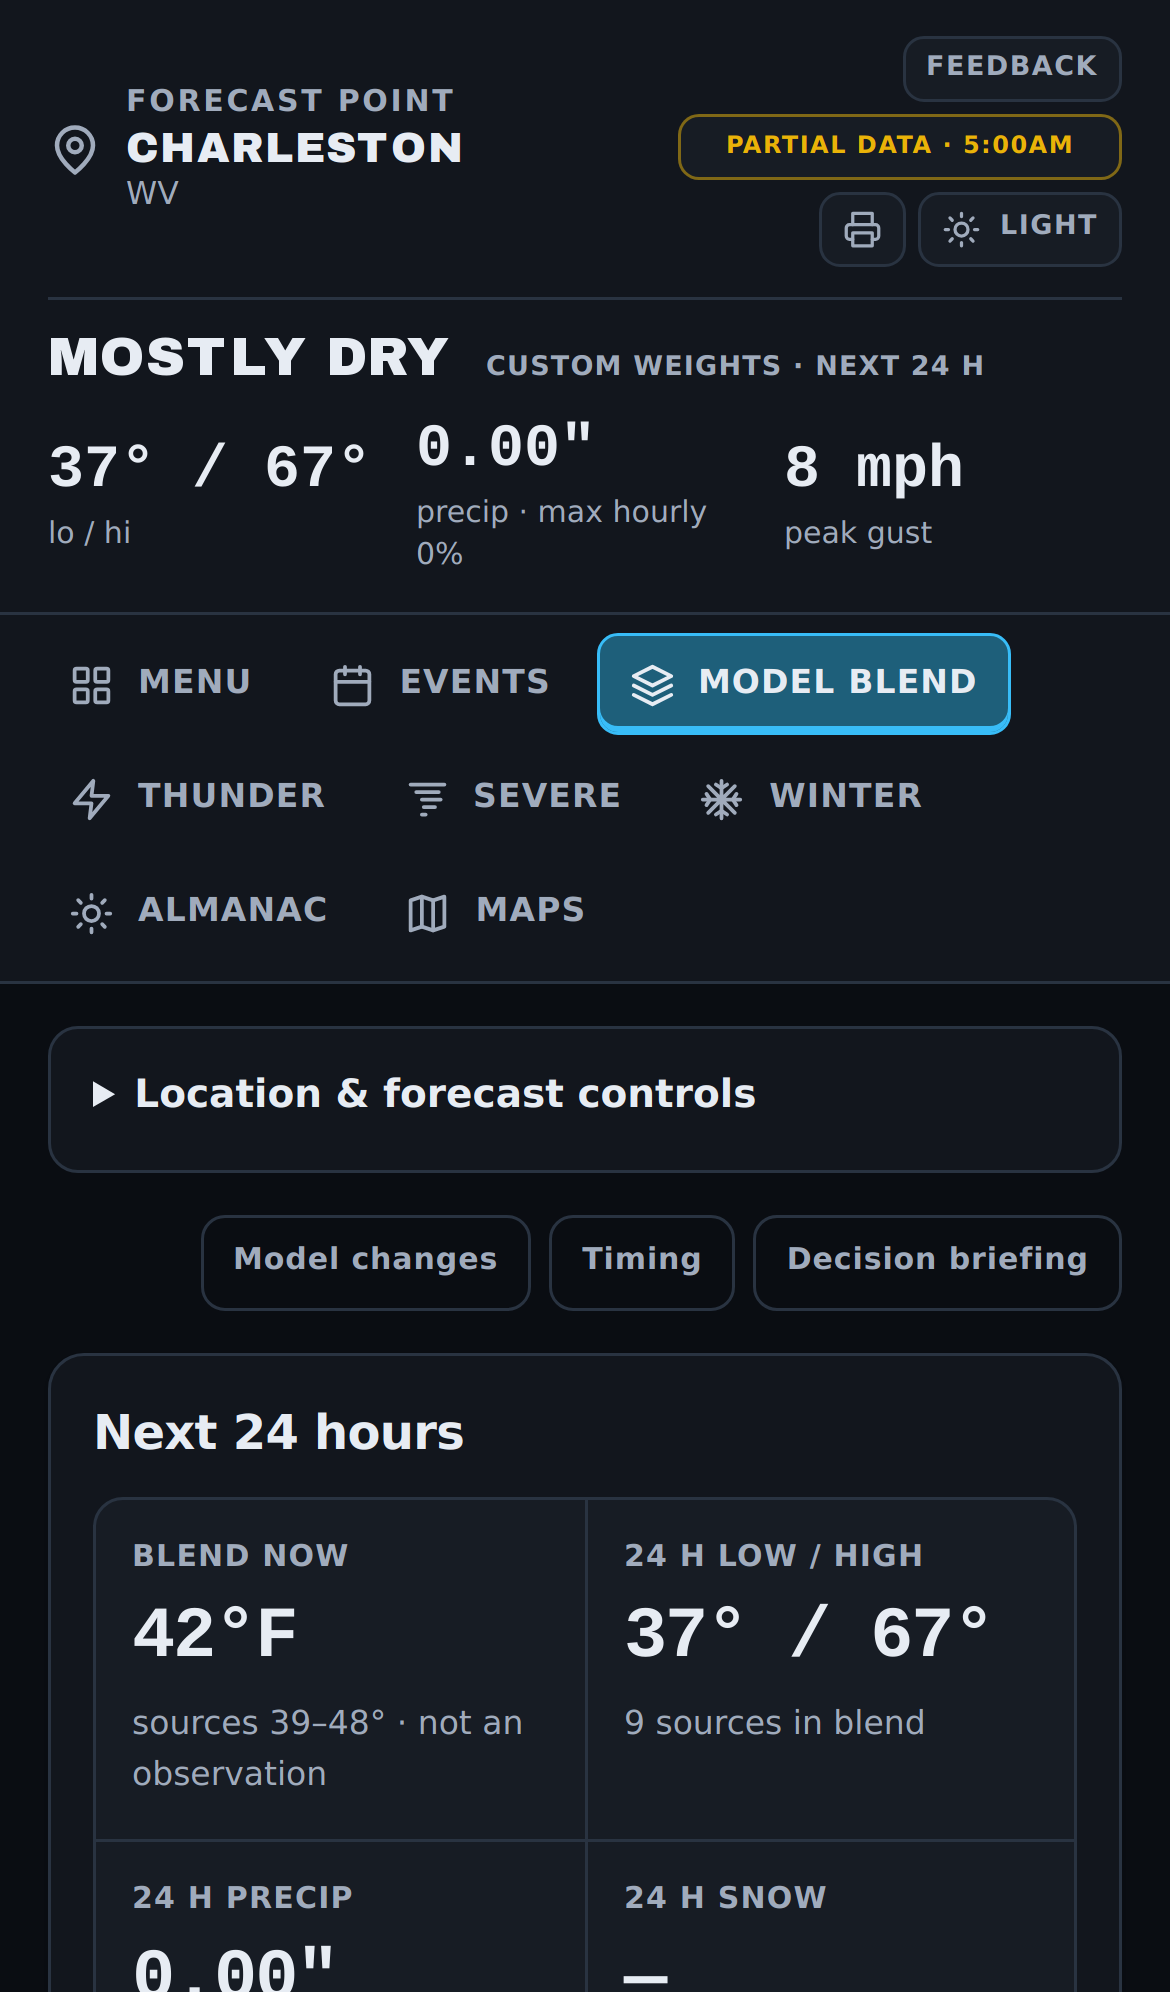 FORECAST POINT
CHARLESTON
WV
FEEDBACK
PARTIAL DATA · 5:00AM
LIGHT
MOSTLY DRY CUSTOM WEIGHTS · NEXT 24 H
37° / 67°
lo / hi
0.00"
precip · max hourly
0%
8 mph
peak gust
MENU
EVENTS
MODEL BLEND
THUNDER
SEVERE
WINTER
ALMANAC
MAPS
Location & forecast controls
Model changes
Timing
Decision briefing
Next 24 hours
BLEND NOW
42°F
sources 39–48° · not an
observation
24 H LOW / HIGH
37° / 67°
9 sources in blend
24 H PRECIP
0.00"
24 H SNOW
—